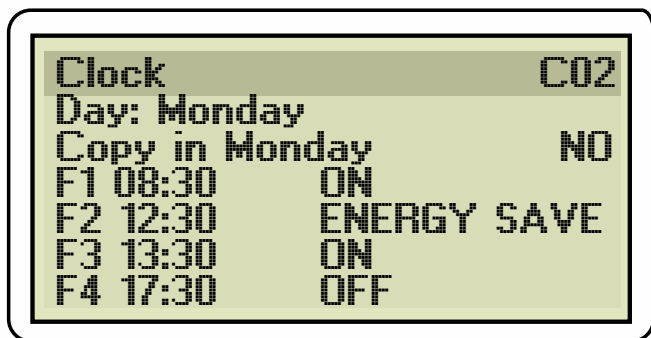 Clock C02
Day: Monday
Copy in Monday NO
F1 08:30 ON
F2 12:30 ENERGY SAVE
F3 13:30 ON
F4 17:30 OFF